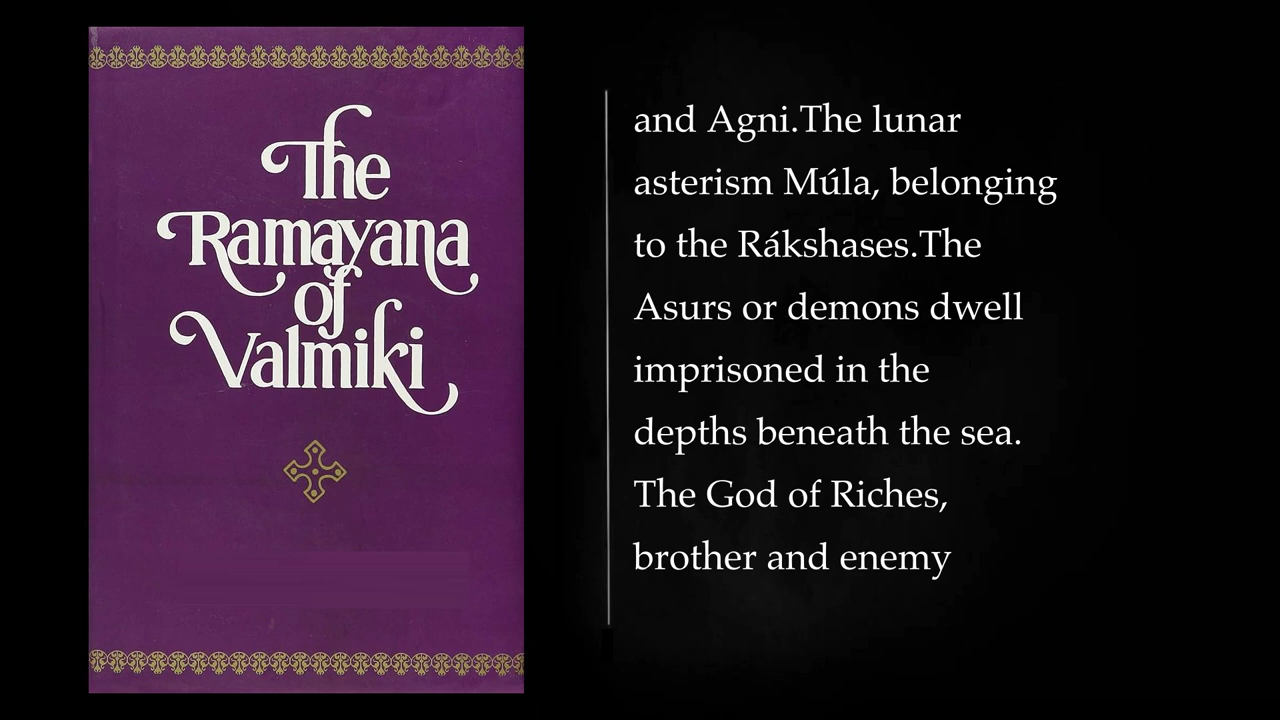 The
Ramayana
of
Valmiki
and Agni.The lunar
asterism Múla, belonging
to the Rákshases.The
Asurs or demons dwell
imprisoned in the
depths beneath the sea.
The God of Riches,
brother and enemy